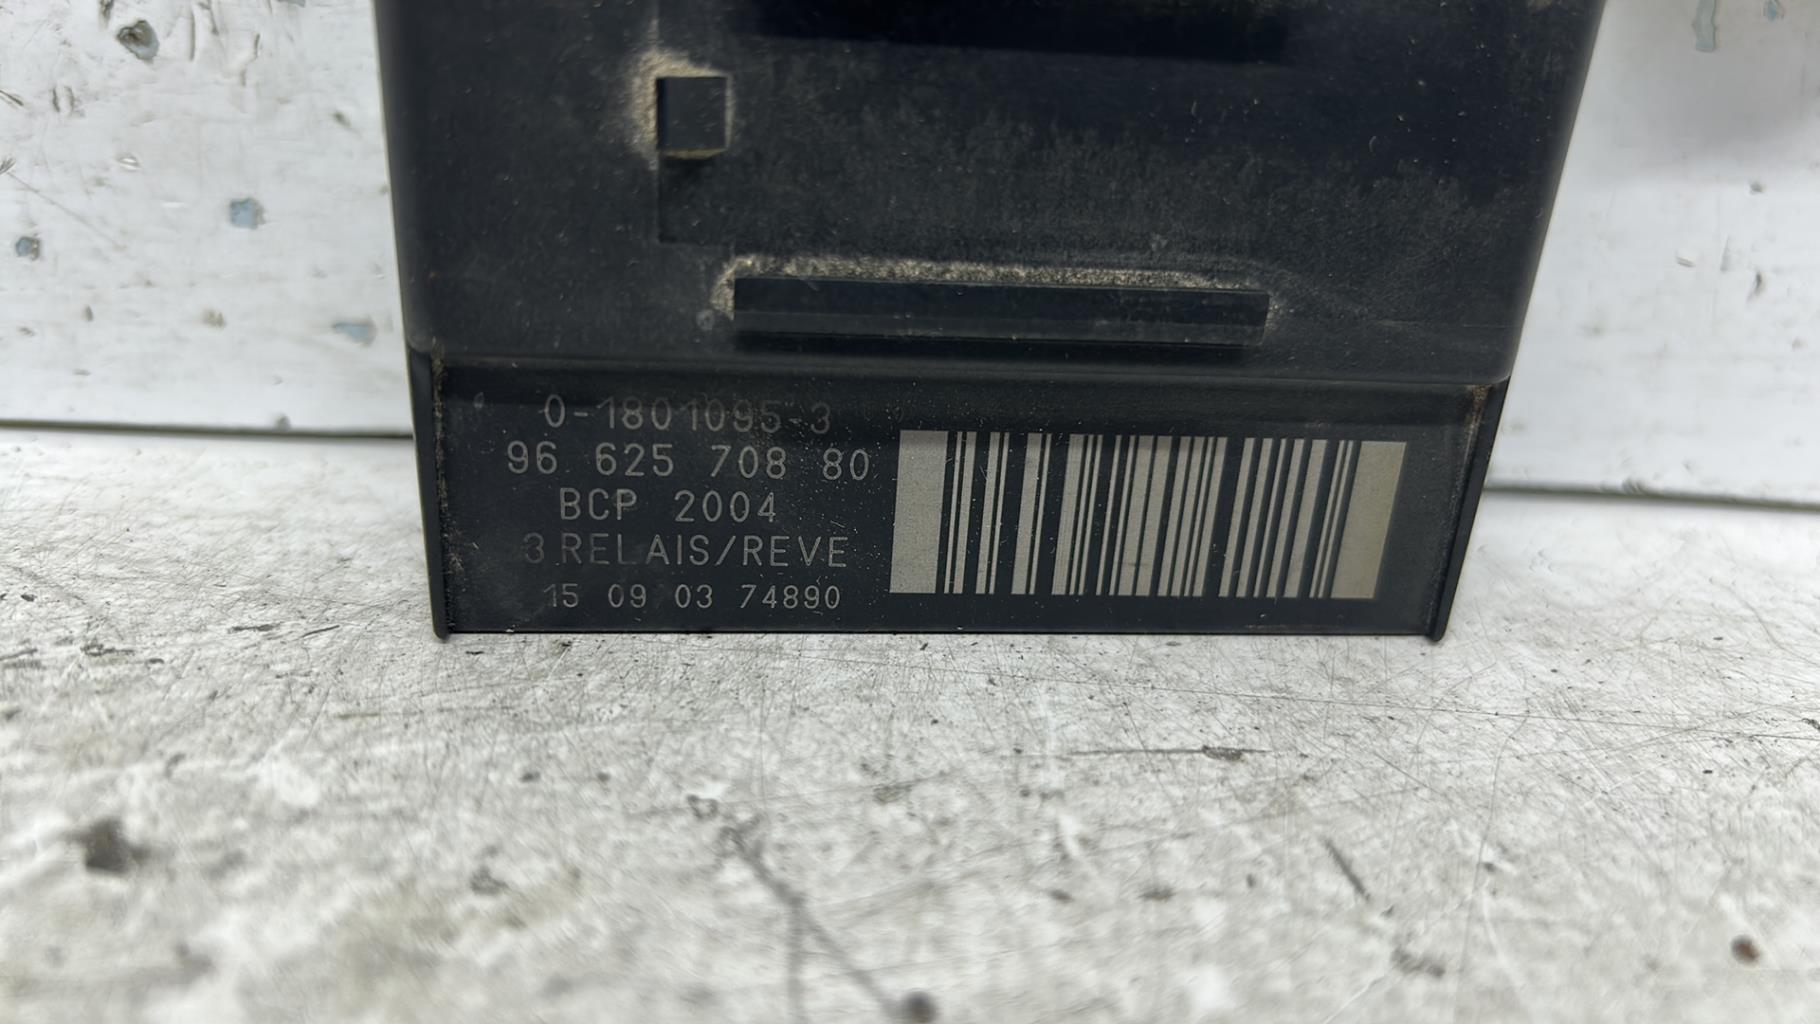 0-1801095-3
96 625 708 80
BCP 2004
3 RELAIS/REVE
15 09 03 74890